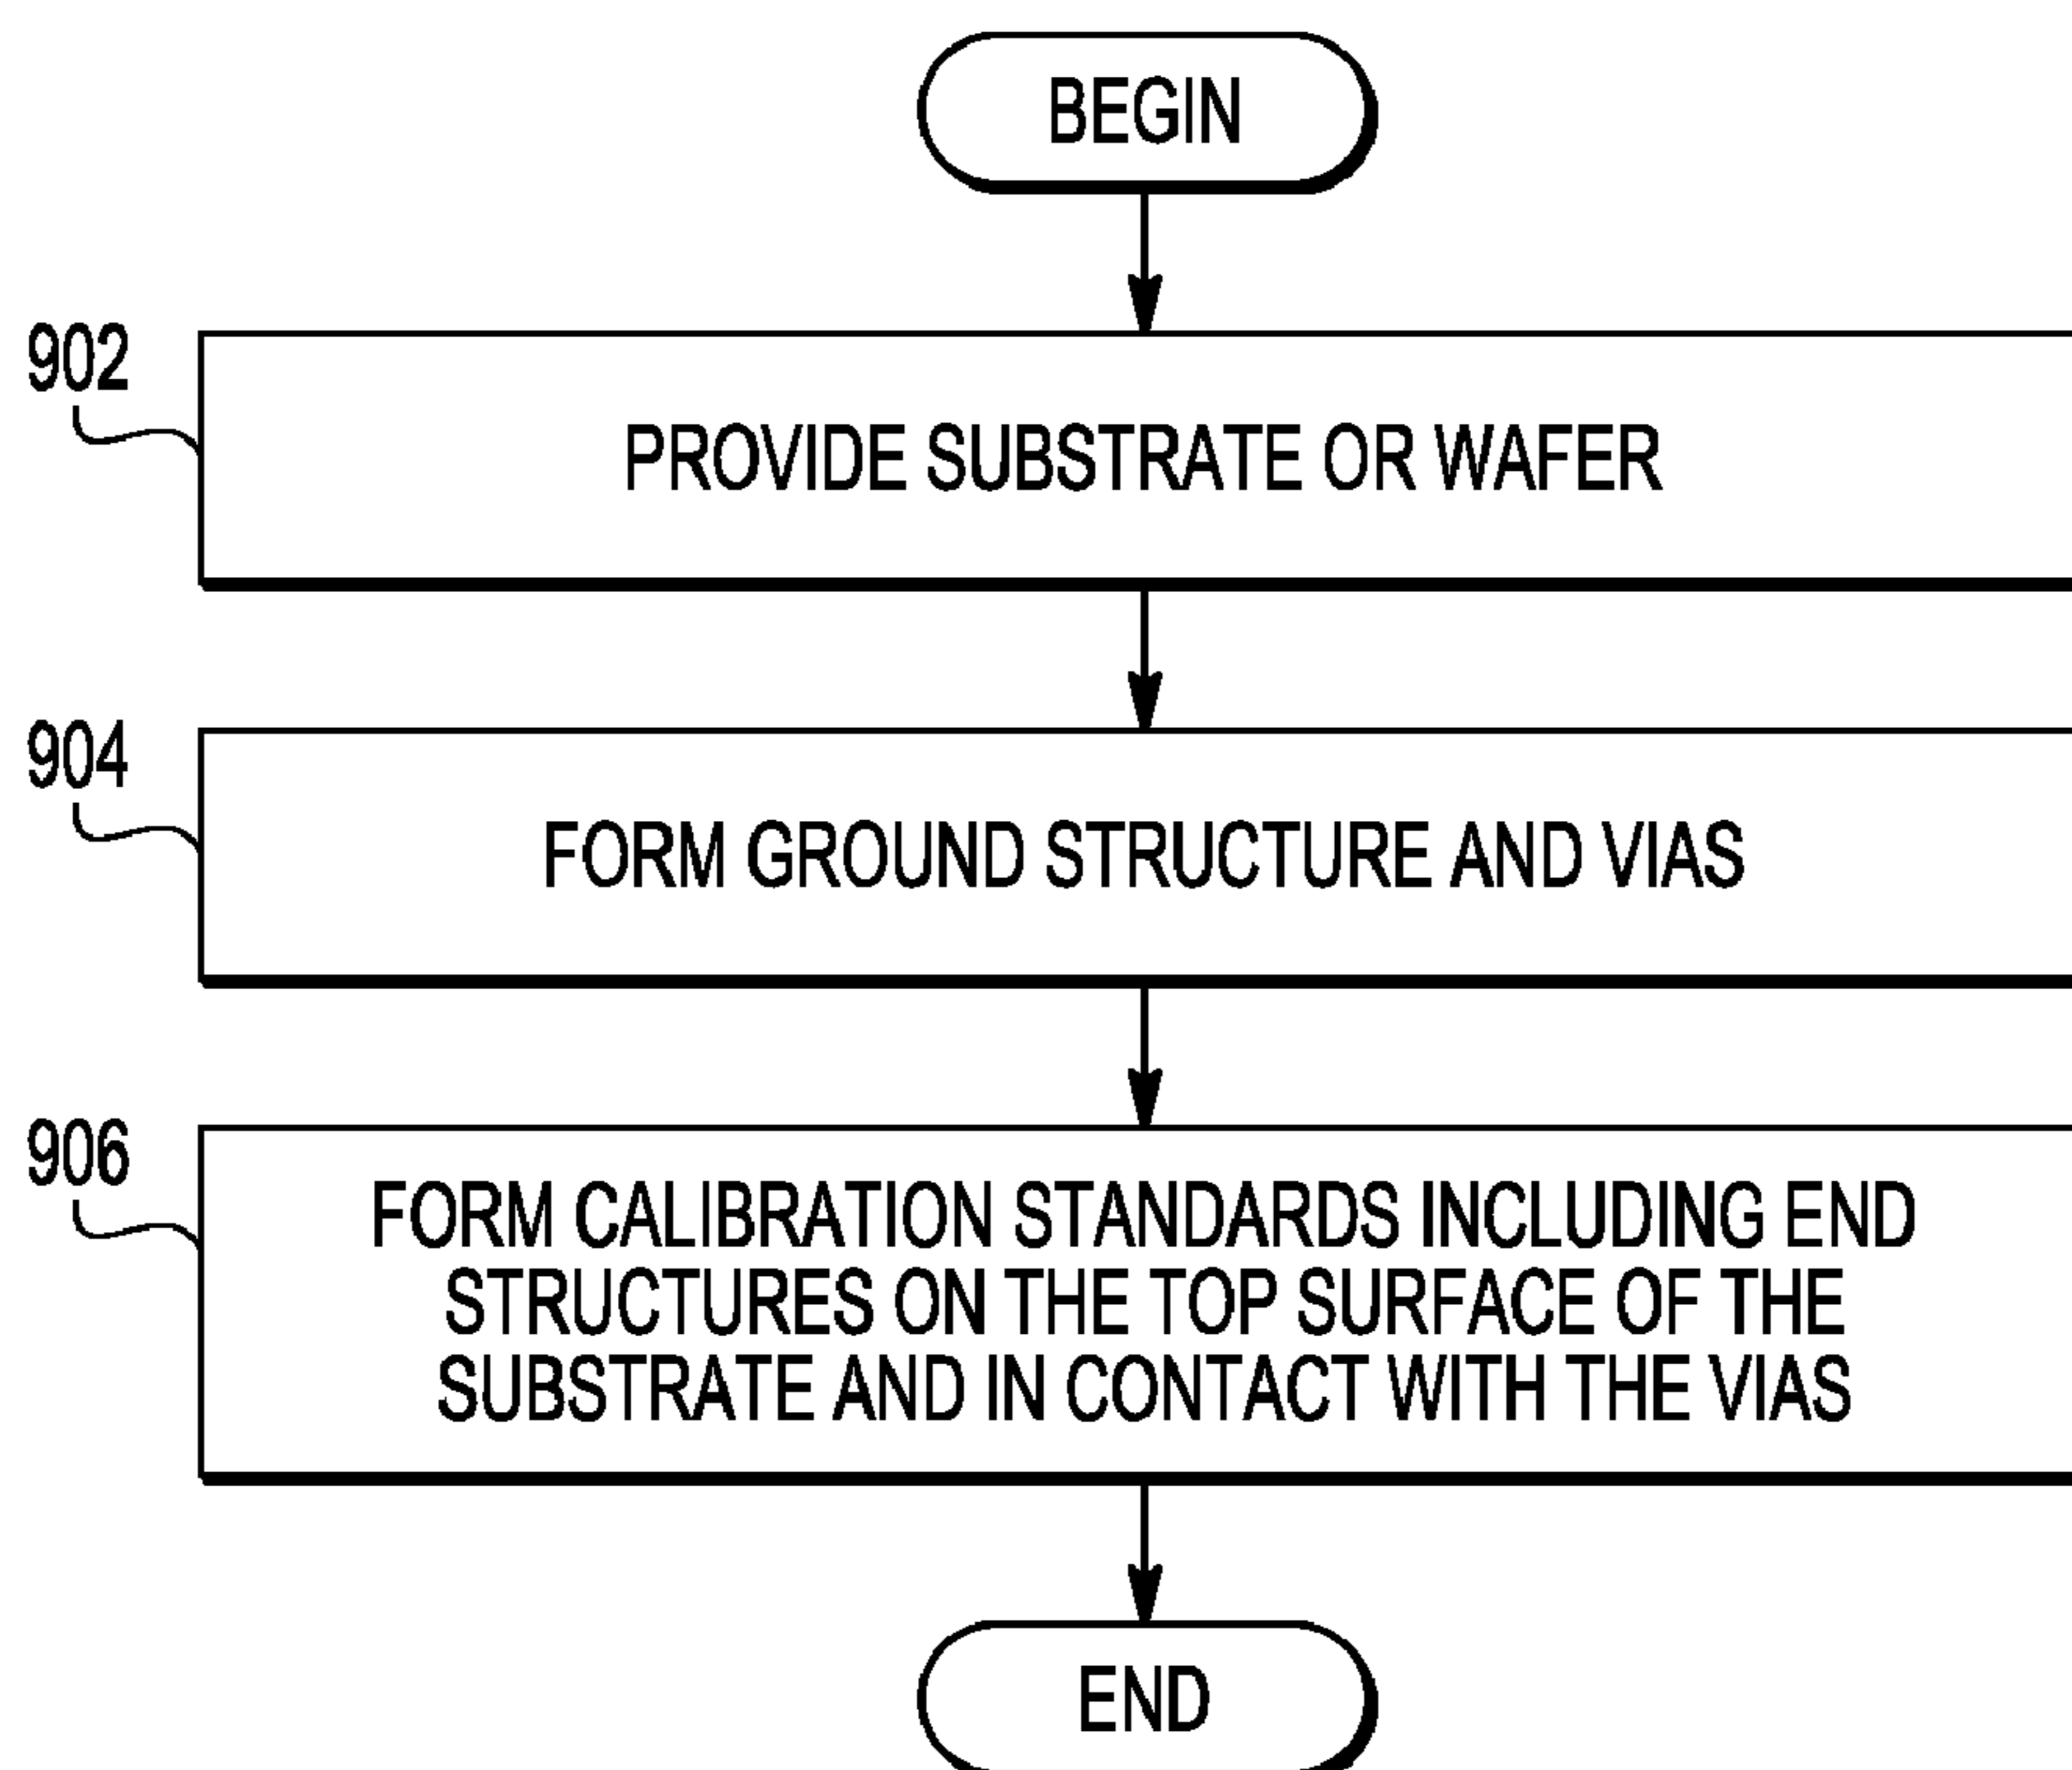 BEGIN
902
PROVIDE SUBSTRATE OR WAFER
904
FORM GROUND STRUCTURE AND VIAS
906
FORM CALIBRATION STANDARDS INCLUDING END
STRUCTURES ON THE TOP SURFACE OF THE
SUBSTRATE AND IN CONTACT WITH THE VIAS
END